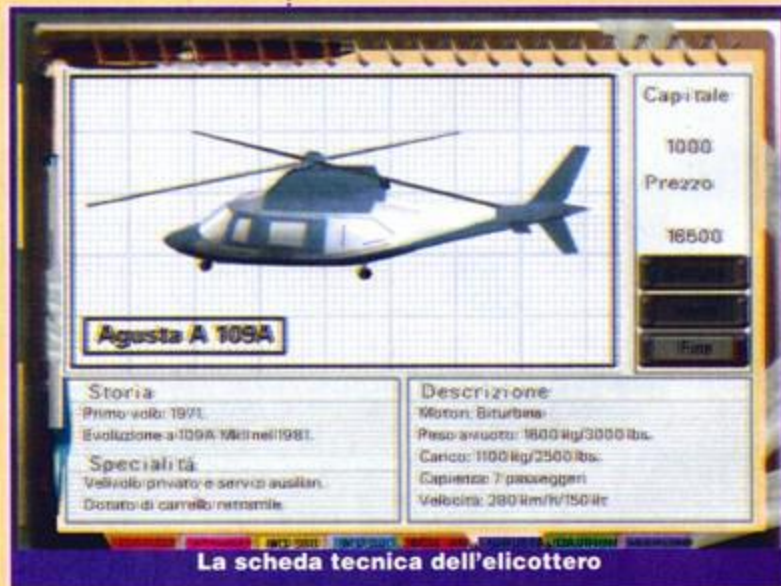 Capitale
1000
Prezzo
16500
Fine
Agusta A 109A
Storia
Primo volo: 1971.
Evoluzione a 109A MkII nel 1981.
Specialità
Velivolo privato e servizi ausiliari.
Dotato di carrello retrattile.
Descrizione
Motori: Biturbina
Peso a vuoto: 1600 kg/3000 lbs.
Carico: 1100 kg/2500 lbs.
Capienza: 7 passeggeri
Velocità: 280 km/h/150 kt
La scheda tecnica dell'elicottero